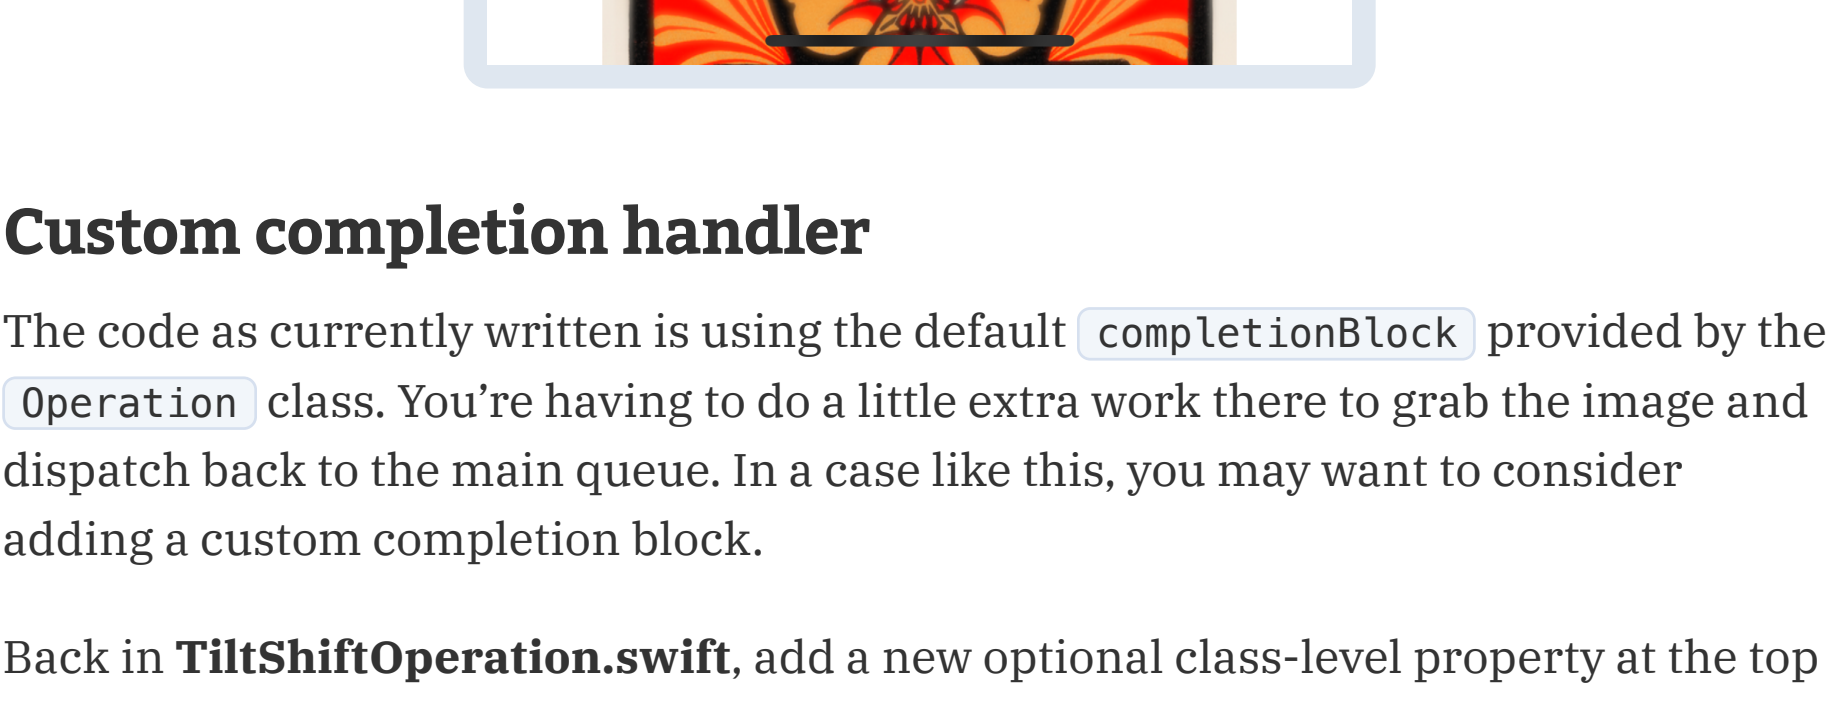 Custom completion handler
The code as currently written is using the default completionBlock provided by the
Operation class. You’re having to do a little extra work there to grab the image and
dispatch back to the main queue. In a case like this, you may want to consider
adding a custom completion block.
Back in TiltShiftOperation.swift, add a new optional class-level property at the top